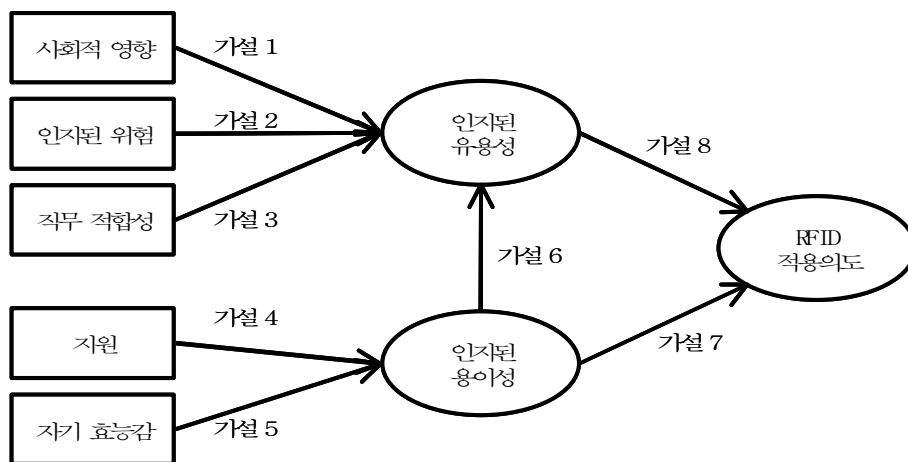 사회적 영향
가설 1
인지된 위험
가설 2
직무 적합성
가설 3
인지된
유용성
가설 8
가설 6
RFID
적용의도
지원
가설 4
인지된
용이성
가설 7
자기 효능감
가설 5